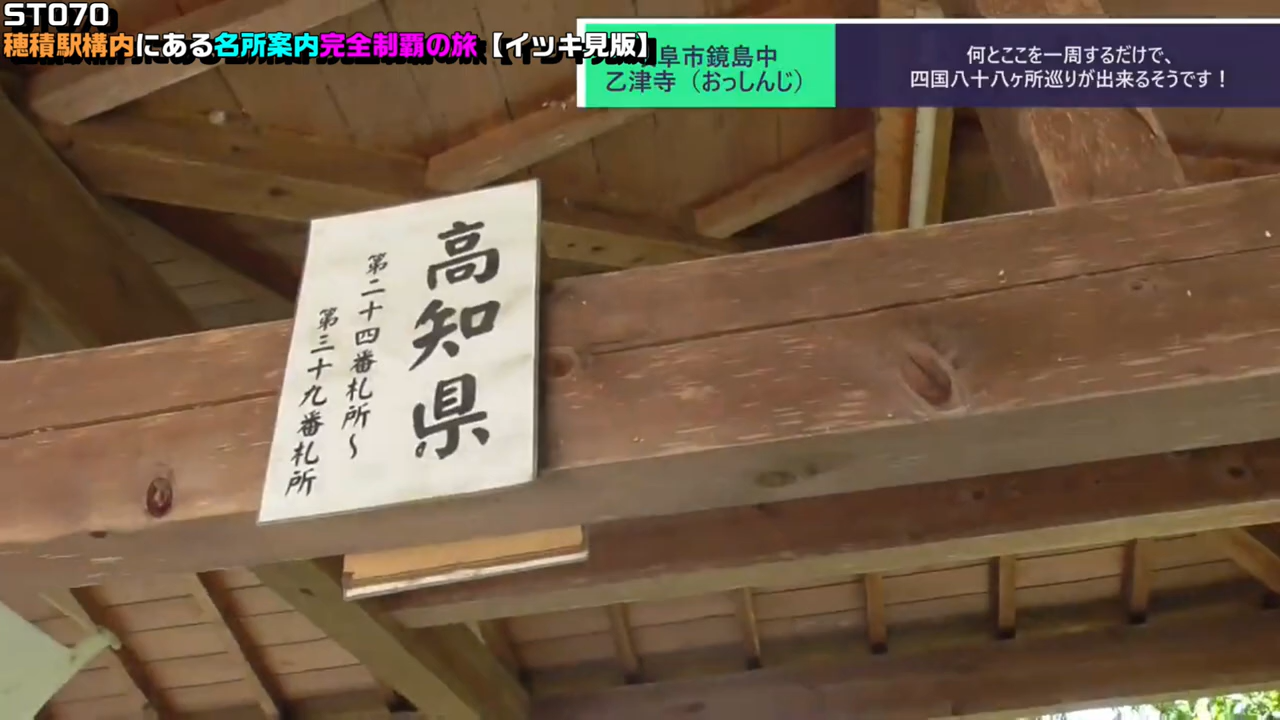 ST070
穂積駅構内にある名所案内完全制覇の旅【イッキ見版】
阜市鏡島中
乙津寺（おっしんじ）
何とここを一周するだけで、
四国八十八ヶ所巡りが出来るそうです！
高知県
第二十四番札所〜
第三十九番札所